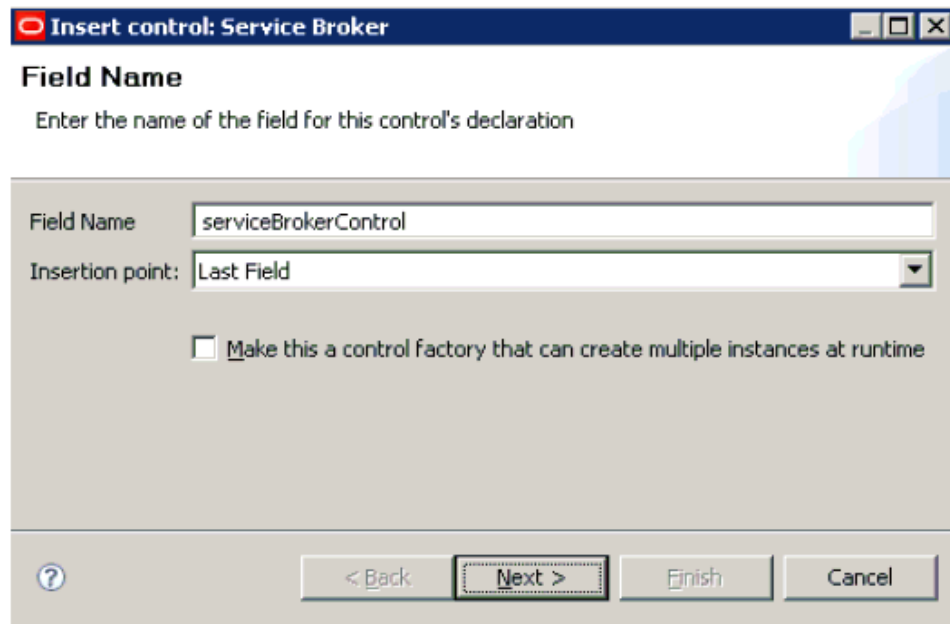 Insert control: Service Broker
Field Name
Enter the name of the field for this control's declaration
Field Name serviceBrokerControl
Insertion point: Last Field
Make this a control factory that can create multiple instances at runtime
? < Back Next > Finish Cancel